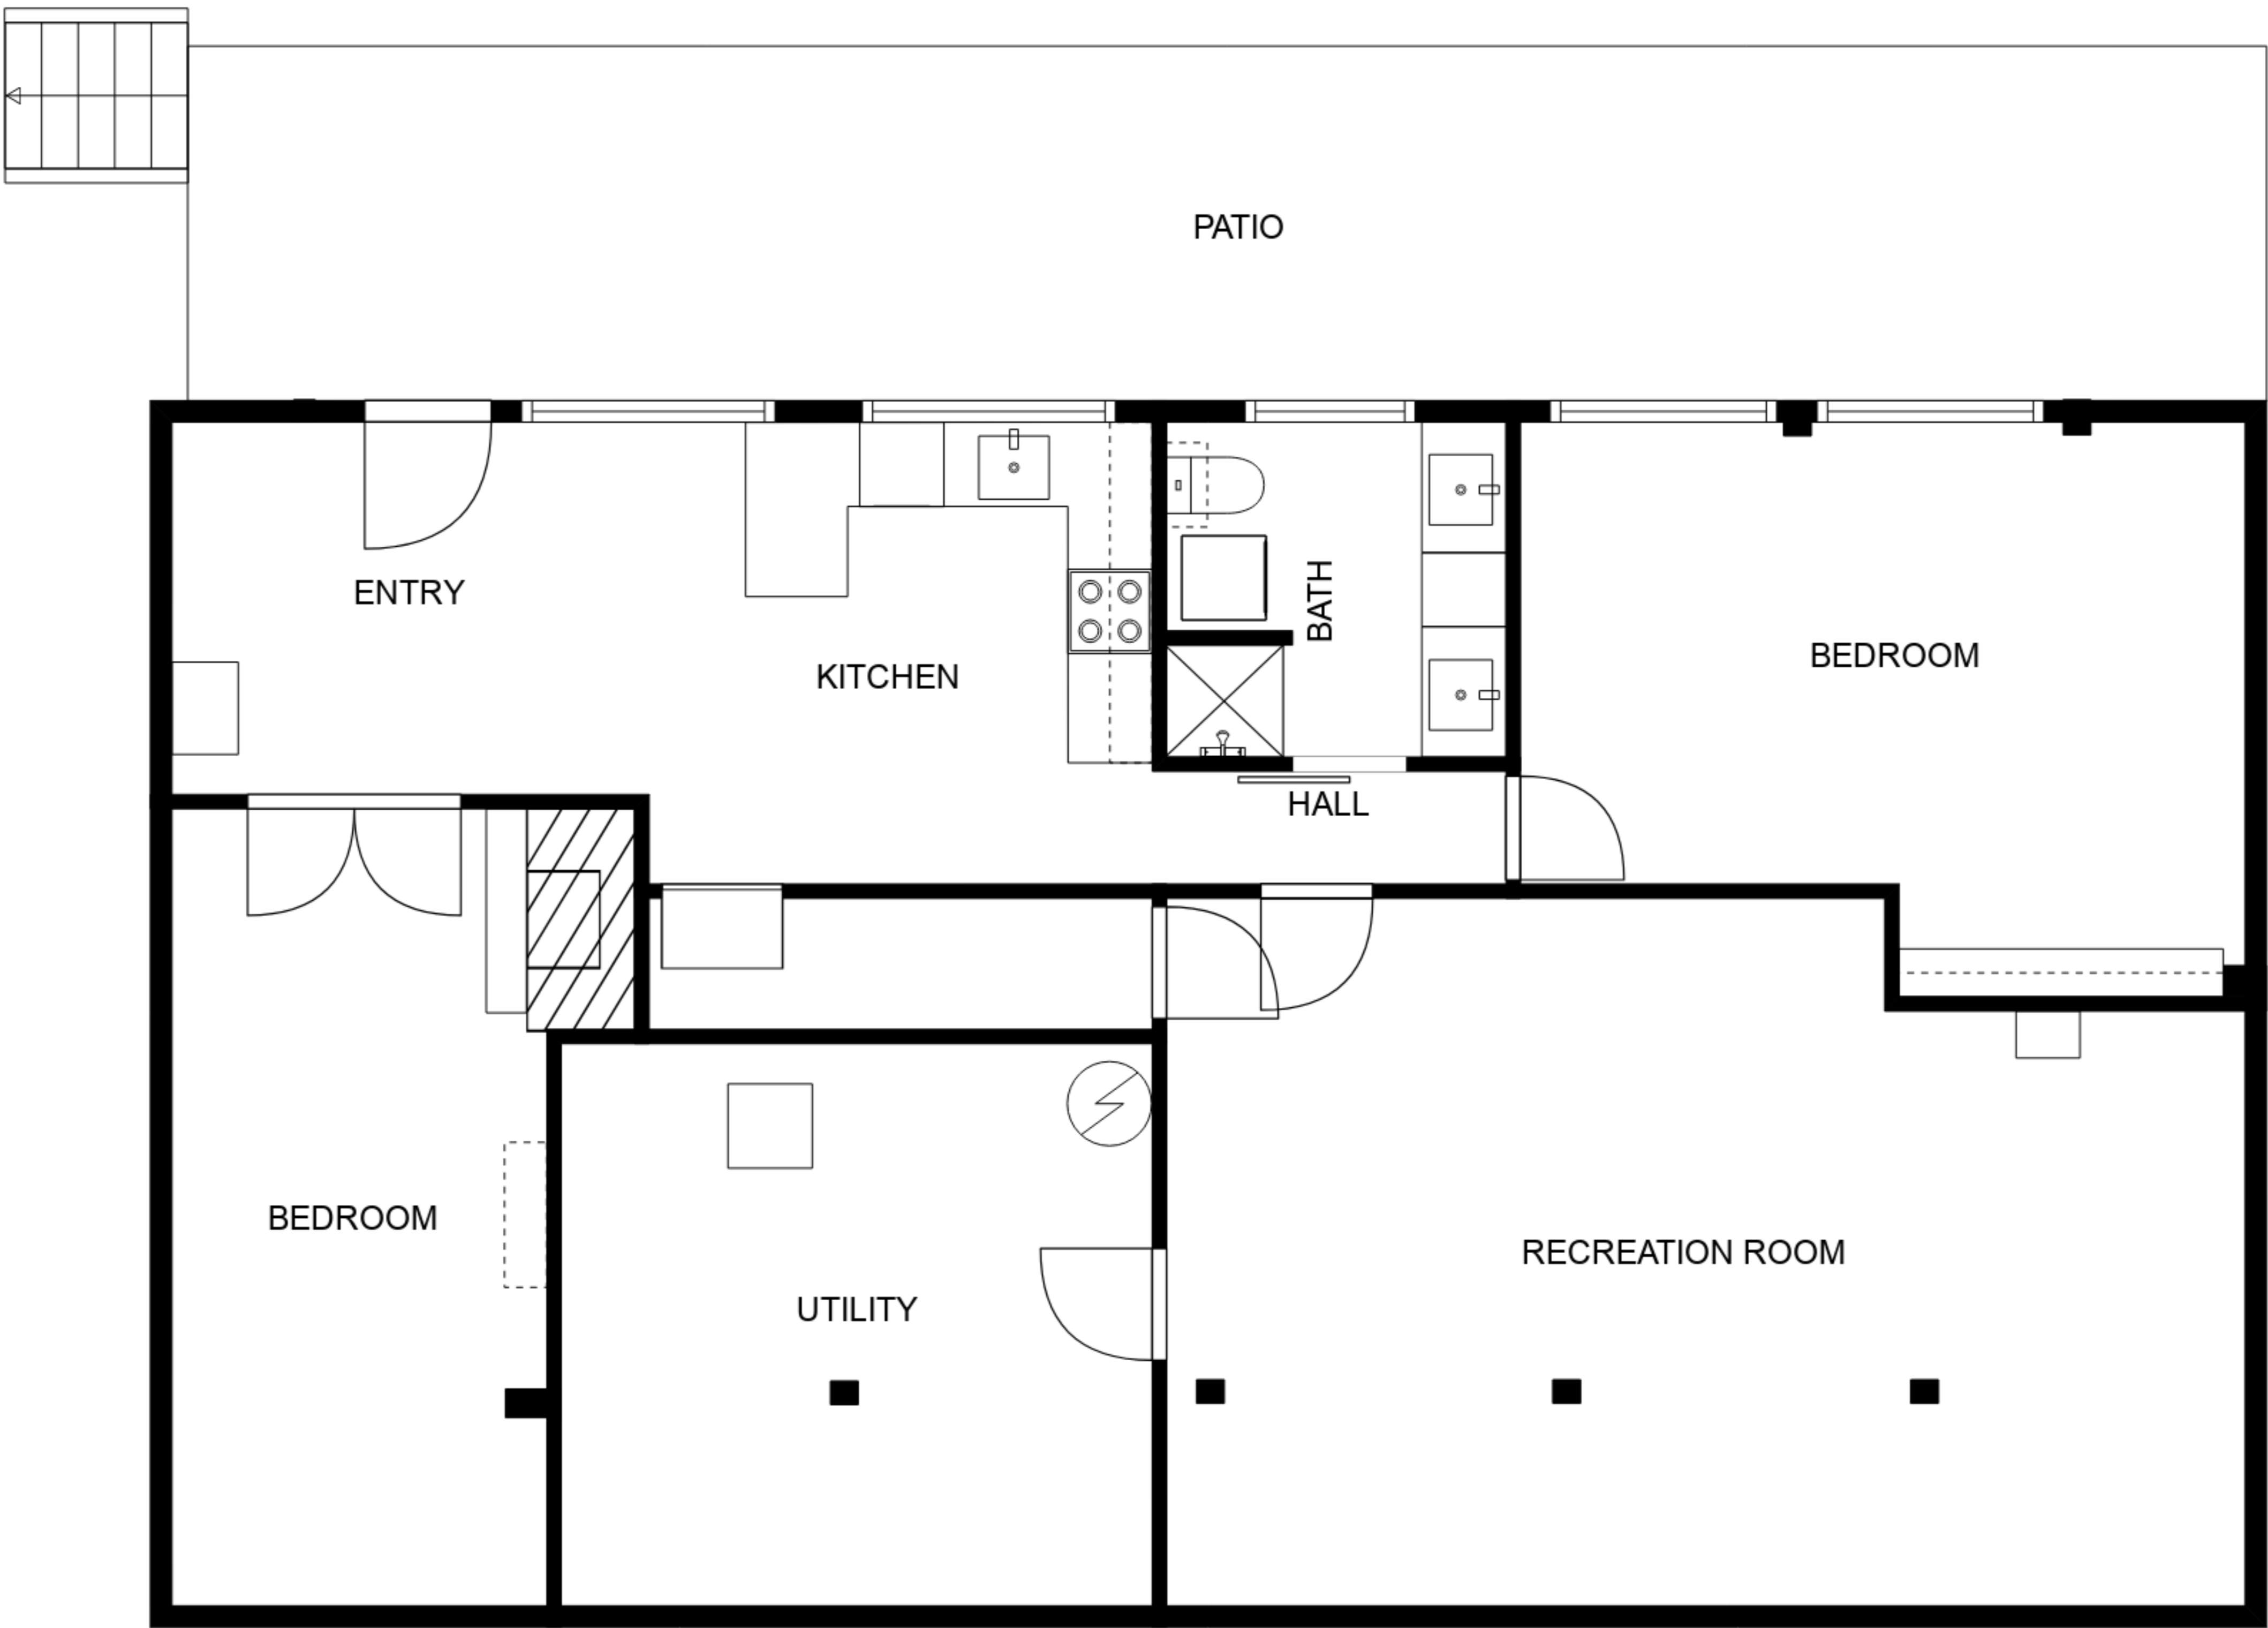 PATIO
ENTRY
KITCHEN
BATH
BEDROOM
HALL
BEDROOM
UTILITY
RECREATION ROOM